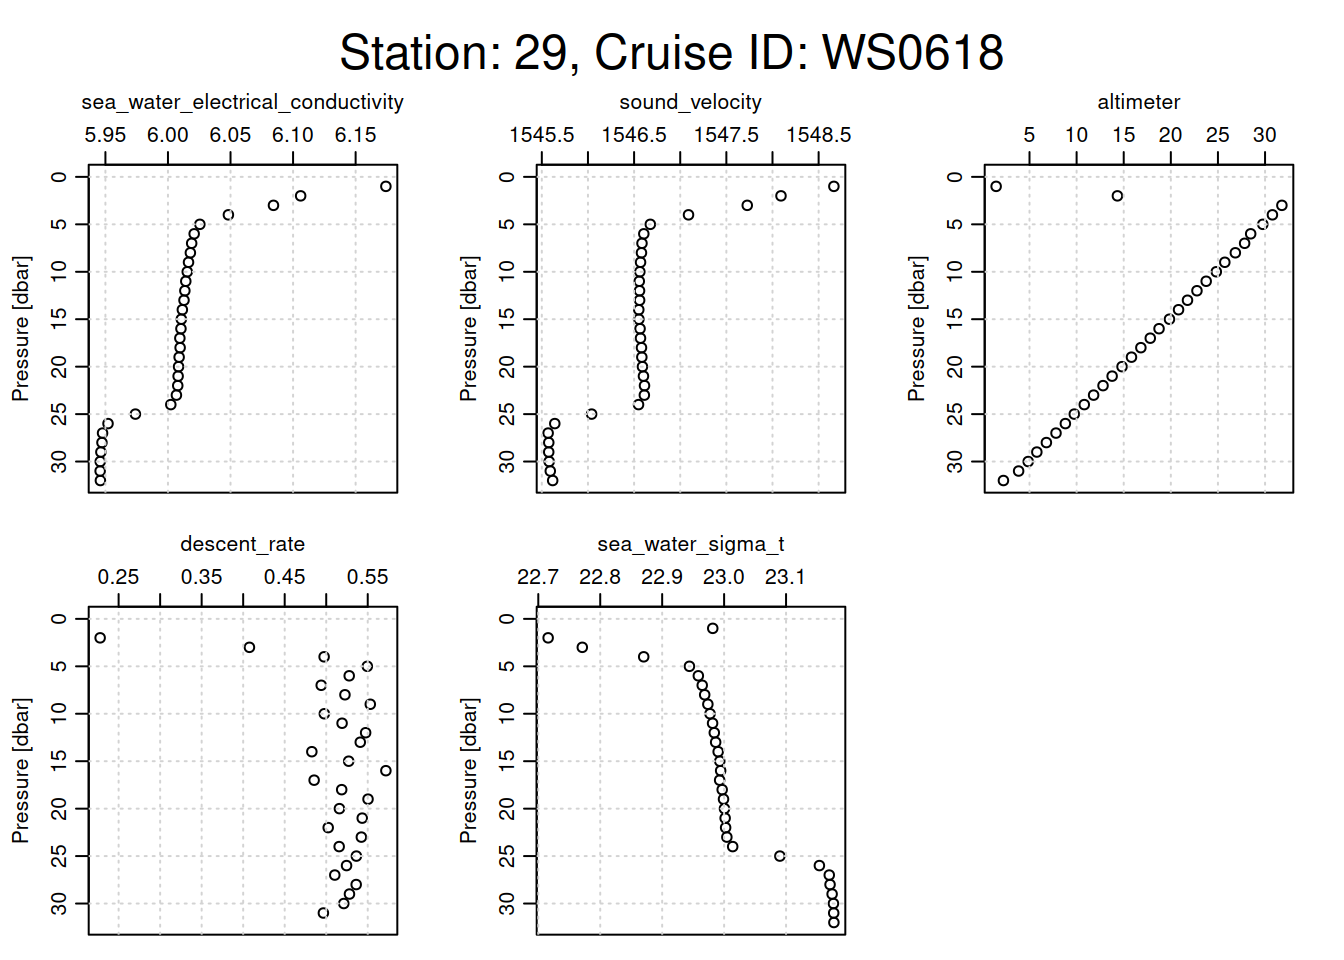 Station: 29, Cruise ID: WS0618
sea_water_electrical_conductivity
5.95 6.00 6.05 6.10 6.15
Pressure [dbar]
0
5
10
15
20
25
30
sound_velocity
1545.5 1546.5 1547.5 1548.5
Pressure [dbar]
0
5
10
15
20
25
30
altimeter
5 10 15 20 25 30
Pressure [dbar]
0
5
10
15
20
25
30
descent_rate
0.25 0.35 0.45 0.55
Pressure [dbar]
0
5
10
15
20
25
30
sea_water_sigma_t
22.7 22.8 22.9 23.0 23.1
Pressure [dbar]
0
5
10
15
20
25
30